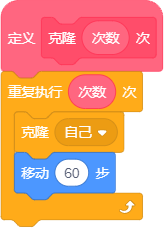 定义 克隆 次数 次
重复执行 次数 次
克隆 自己
移动 60 步